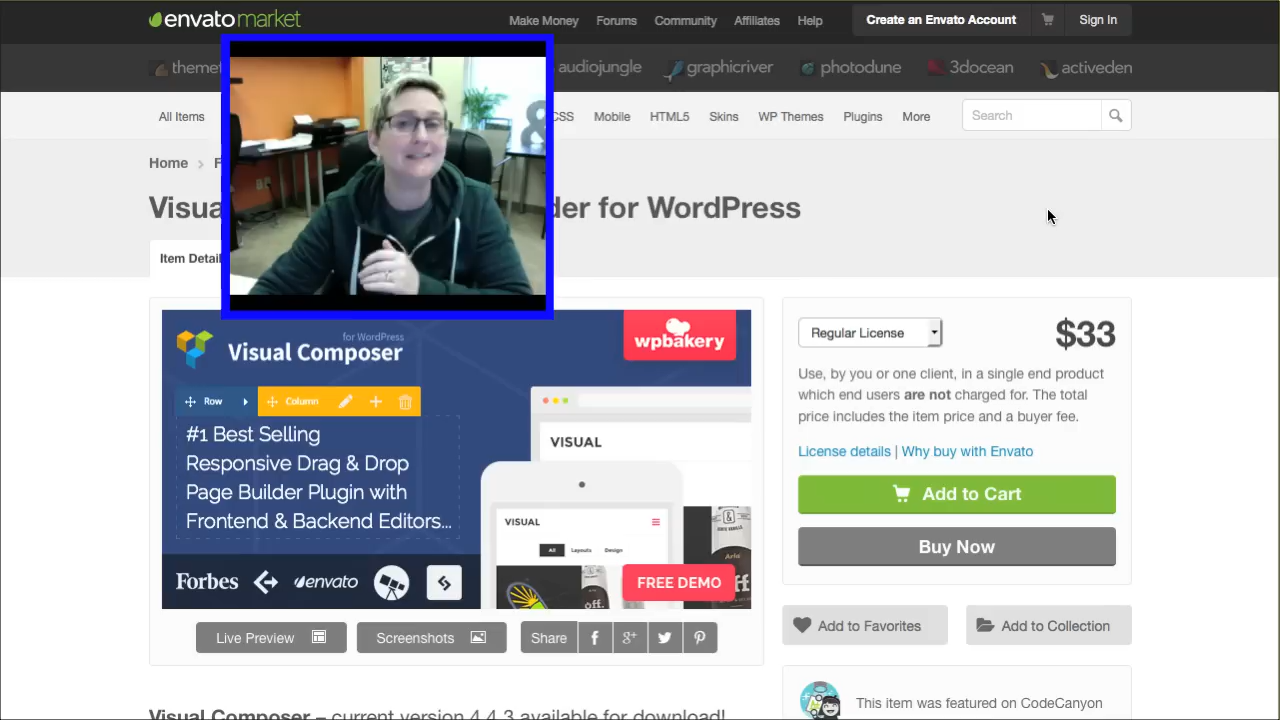 envatomarket
Make Money Forums Community Affiliates Help Create an Envato Account Sign In
audiojungle graphicriver photodune 3docean activeden
All Items CSS Mobile HTML5 Skins WP Themes Plugins More Search
Home
for WordPress
Item Detail
for WordPress
Visual Composer
wpbakery
Row Column
#1 Best Selling
Responsive Drag & Drop
Page Builder Plugin with
Frontend & Backend Editors...
VISUAL
VISUAL
All Layouts Design
off.
off
Forbes envato
FREE DEMO
Live Preview Screenshots Share f g+
Regular License $33
Use, by you or one client, in a single end product
which end users are not charged for. The total
price includes the item price and a buyer fee.
License details | Why buy with Envato
Add to Cart
Buy Now
Add to Favorites Add to Collection
This item was featured on CodeCanyon
Visual Composer – current version 4.4.3 available for download!